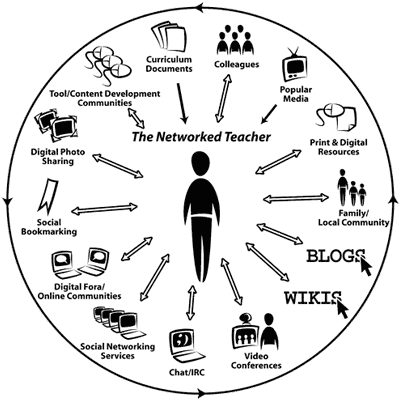 Curriculum
Documents
Colleagues
Popular
Media
Tool/Content Development
Communities
The Networked Teacher
Print & Digital
Resources
Digital Photo
Sharing
Family/
Local Community
Social
Bookmarking
BLOGS
Digital Fora/
Online Communities
WIKIS
Social Networking
Services
Chat/IRC
Video
Conferences